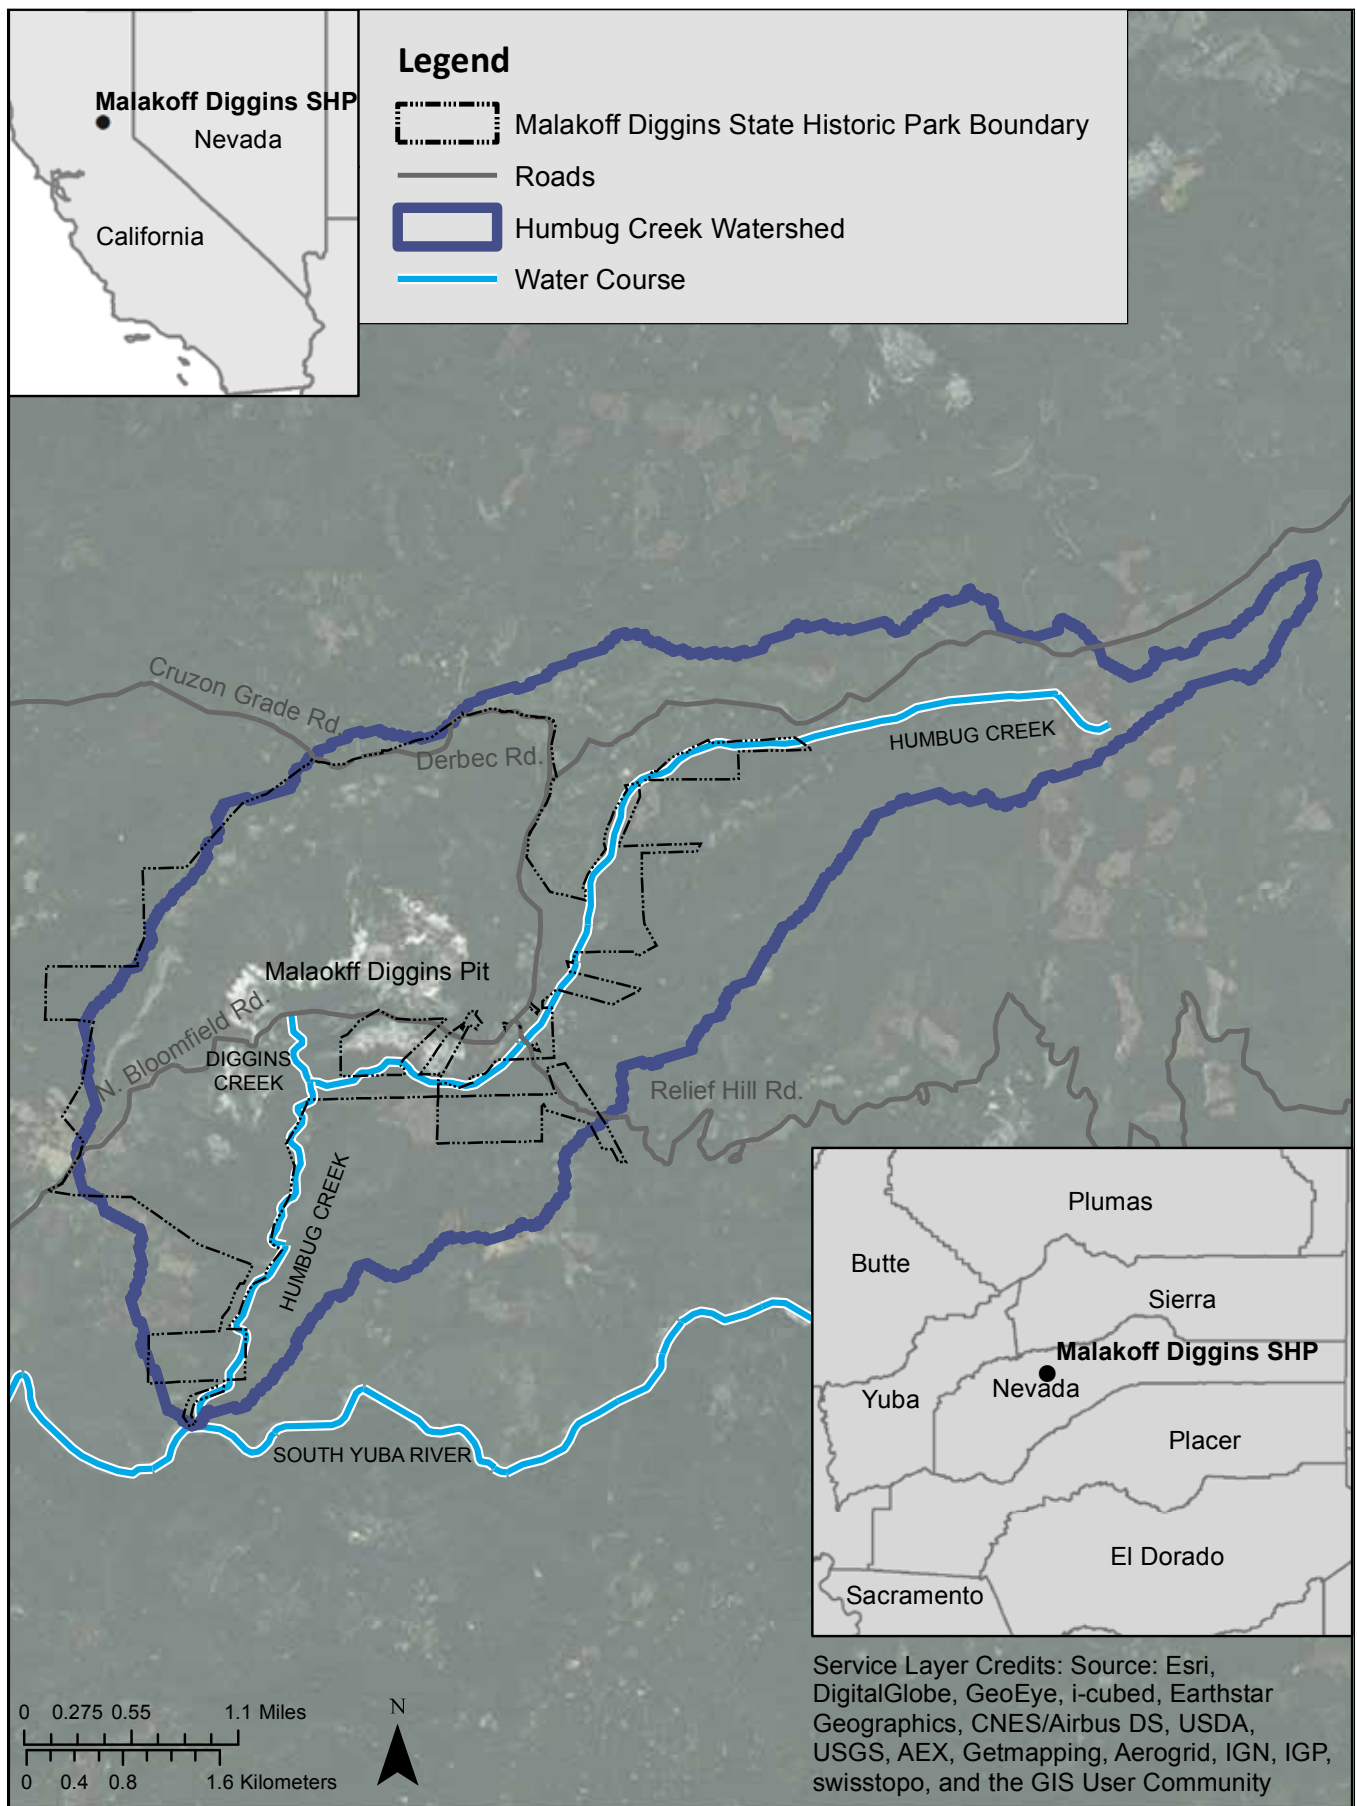 Malakoff Diggins SHP
Nevada
California
Legend
Malakoff Diggins State Historic Park Boundary
Roads
Humbug Creek Watershed
Water Course
Cruzon Grade Rd.
Derbec Rd.
HUMBUG CREEK
Malaokff Diggins Pit
N. Bloomfield Rd.
DIGGINS
CREEK
Relief Hill Rd.
HUMBUG CREEK
SOUTH YUBA RIVER
Plumas
Butte
Sierra
Malakoff Diggins SHP
Nevada
Yuba
Placer
El Dorado
Sacramento
Service Layer Credits: Source: Esri,
DigitalGlobe, GeoEye, i-cubed, Earthstar
Geographics, CNES/Airbus DS, USDA,
USGS, AEX, Getmapping, Aerogrid, IGN, IGP,
swisstopo, and the GIS User Community
0 0.275 0.55 1.1 Miles
0 0.4 0.8 1.6 Kilometers
N